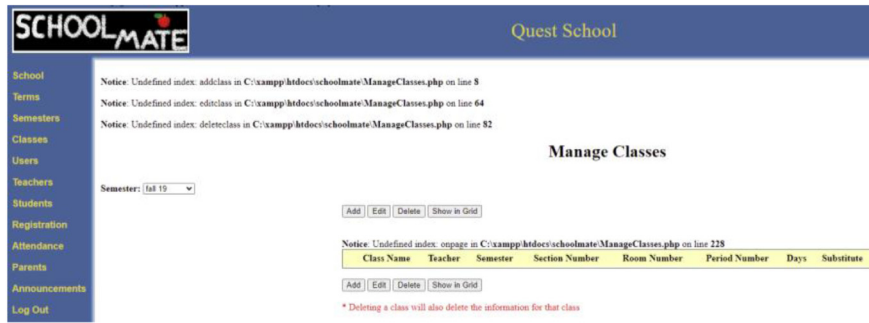 SCHOOLMATE
Quest School
School
Terms
Semesters
Classes
Users
Teachers
Students
Registration
Attendance
Parents
Announcements
Log Out
Notice: Undefined index: addclass in C:\xampp\htdocs\schoolmate\ManageClasses.php on line 8
Notice: Undefined index: editclass in C:\xampp\htdocs\schoolmate\ManageClasses.php on line 64
Notice: Undefined index: deleteclass in C:\xampp\htdocs\schoolmate\ManageClasses.php on line 82
Manage Classes
Semester: fall 19
Add Edit Delete Show in Grid
Notice: Undefined index: onpage in C:\xampp\htdocs\schoolmate\ManageClasses.php on line 228
Class Name Teacher Semester Section Number Room Number Period Number Days Substitute
Add Edit Delete Show in Grid
* Deleting a class will also delete the information for that class